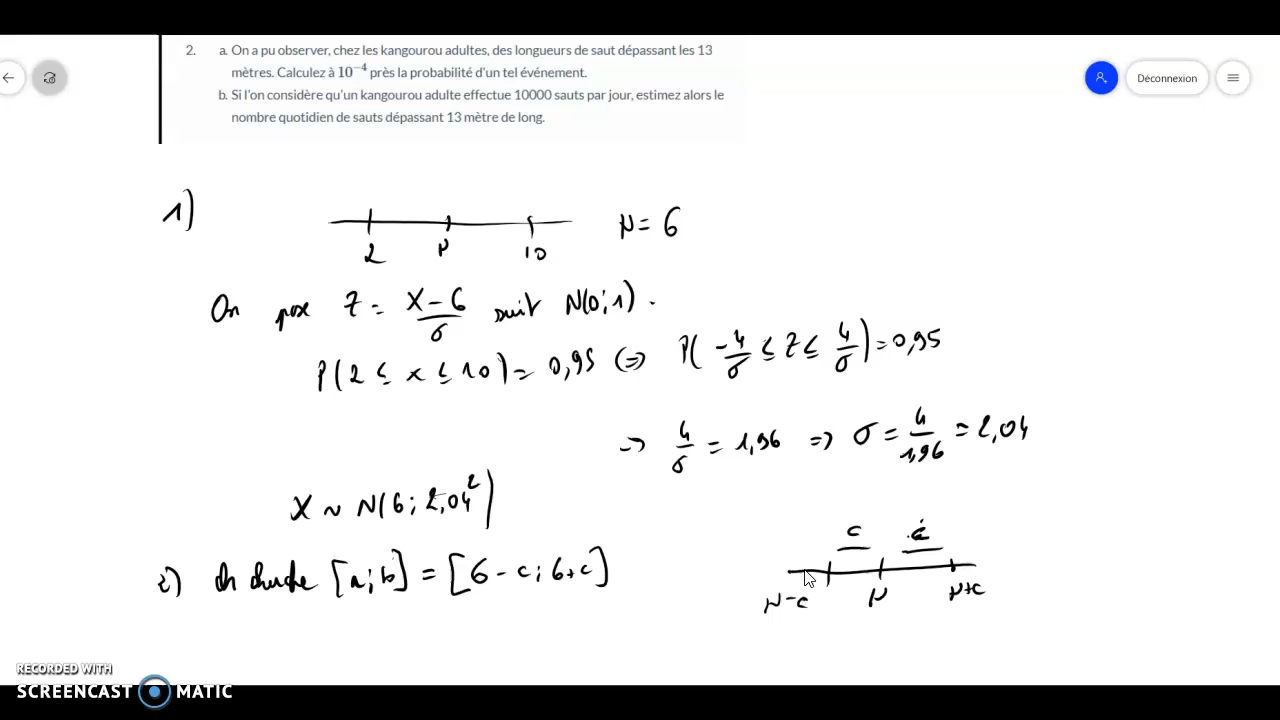 2. a. On a pu observer, chez les kangourou adultes, des longueurs de saut dépassant les 13
mètres. Calculez à 10⁻⁴ près la probabilité d'un tel événement.
b. Si l'on considère qu'un kangourou adulte effectue 10000 sauts par jour, estimez alors le
nombre quotidien de sauts dépassant 13 mètre de long.
Déconnexion
1)
2 μ 10 μ = 6
On pose Z = (X - 6)/σ suit N(0;1).
P(2 ≤ x ≤ 10) = 0,95 (=) P(-4/σ ≤ Z ≤ 4/σ) = 0,95
=> 4/σ = 1,96 => σ = 4/1,96 = 2,04
X ~ N(6; 2,04²)
c c
2) On cherche [a; b] = [6 - c; 6+c]
μ-c μ μ+c
RECORDED WITH
SCREENCAST MATIC